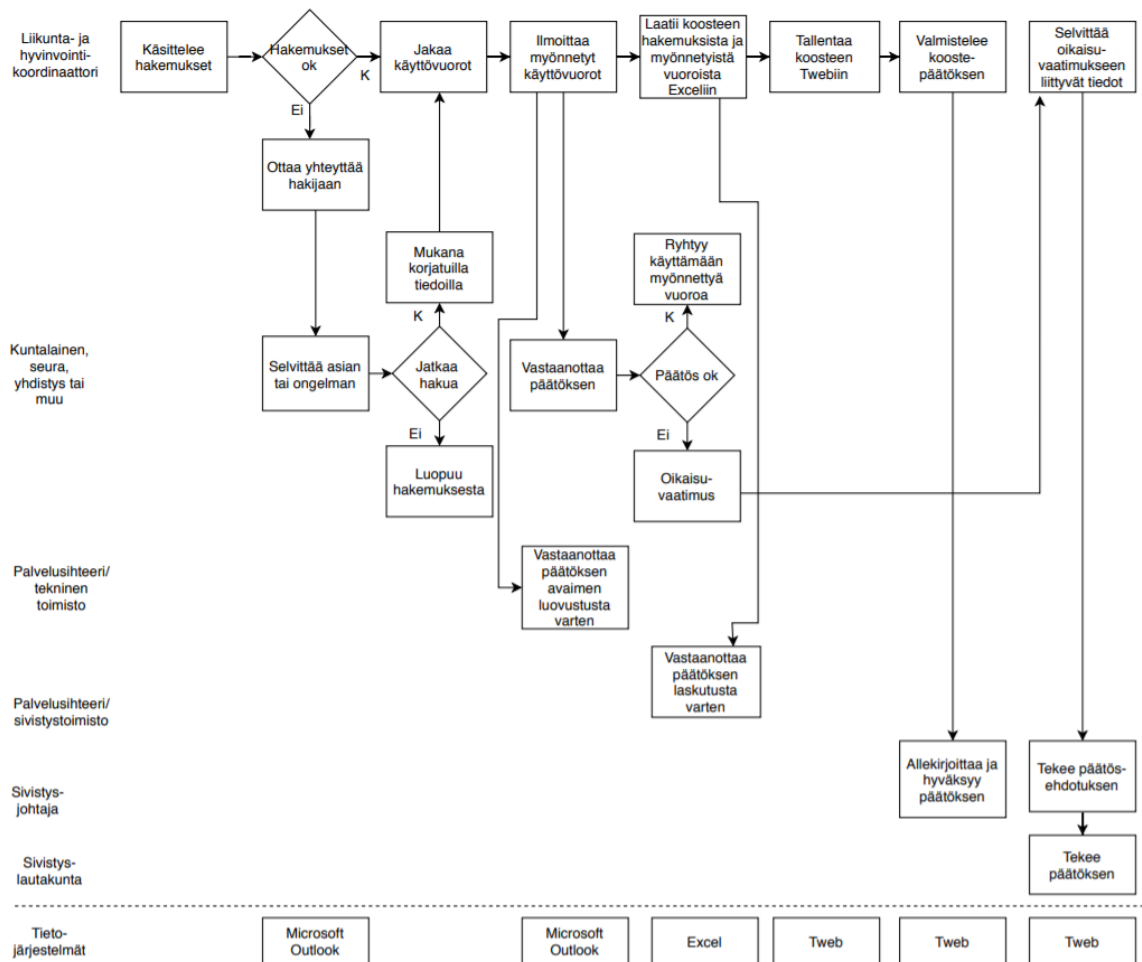 Liikunta- ja
hyvinvointi-
koordinaattori
Käsittelee
hakemukset
Hakemukset
ok
K
Ei
Jakaa
käyttövuorot
Ilmoittaa
myönnetyt
käyttövuorot
Laatii koosteen
hakemuksista ja
myönnetyistä
vuoroista
Exceliin
Tallentaa
koosteen
Twebiin
Valmistelee
kooste-
päätöksen
Selvittää
oikaisu-
vaatimukseen
liittyvät tiedot
Ottaa yhteyttää
hakijaan
Kuntalainen,
seura,
yhdistys tai
muu
Selvittää asian
tai ongelman
Mukana
korjatuilla
tiedoilla
K
Jatkaa
hakua
Ei
Luopuu
hakemuksesta
Vastaanottaa
päätöksen
Ryhtyy
käyttämään
myönnettyä
vuoroa
K
Päätös ok
Ei
Oikaisu-
vaatimus
Palvelusihteeri/
tekninen
toimisto
Vastaanottaa
päätöksen
avaimen
luovustusta
varten
Palvelusihteeri/
sivistystoimisto
Vastaanottaa
päätöksen
laskutusta
varten
Sivistys-
johtaja
Allekirjoittaa ja
hyväksyy
päätöksen
Tekee päätös-
ehdotuksen
Sivistys-
lautakunta
Tekee
päätöksen
Tieto-
järjestelmät
Microsoft
Outlook
Microsoft
Outlook
Excel
Tweb
Tweb
Tweb